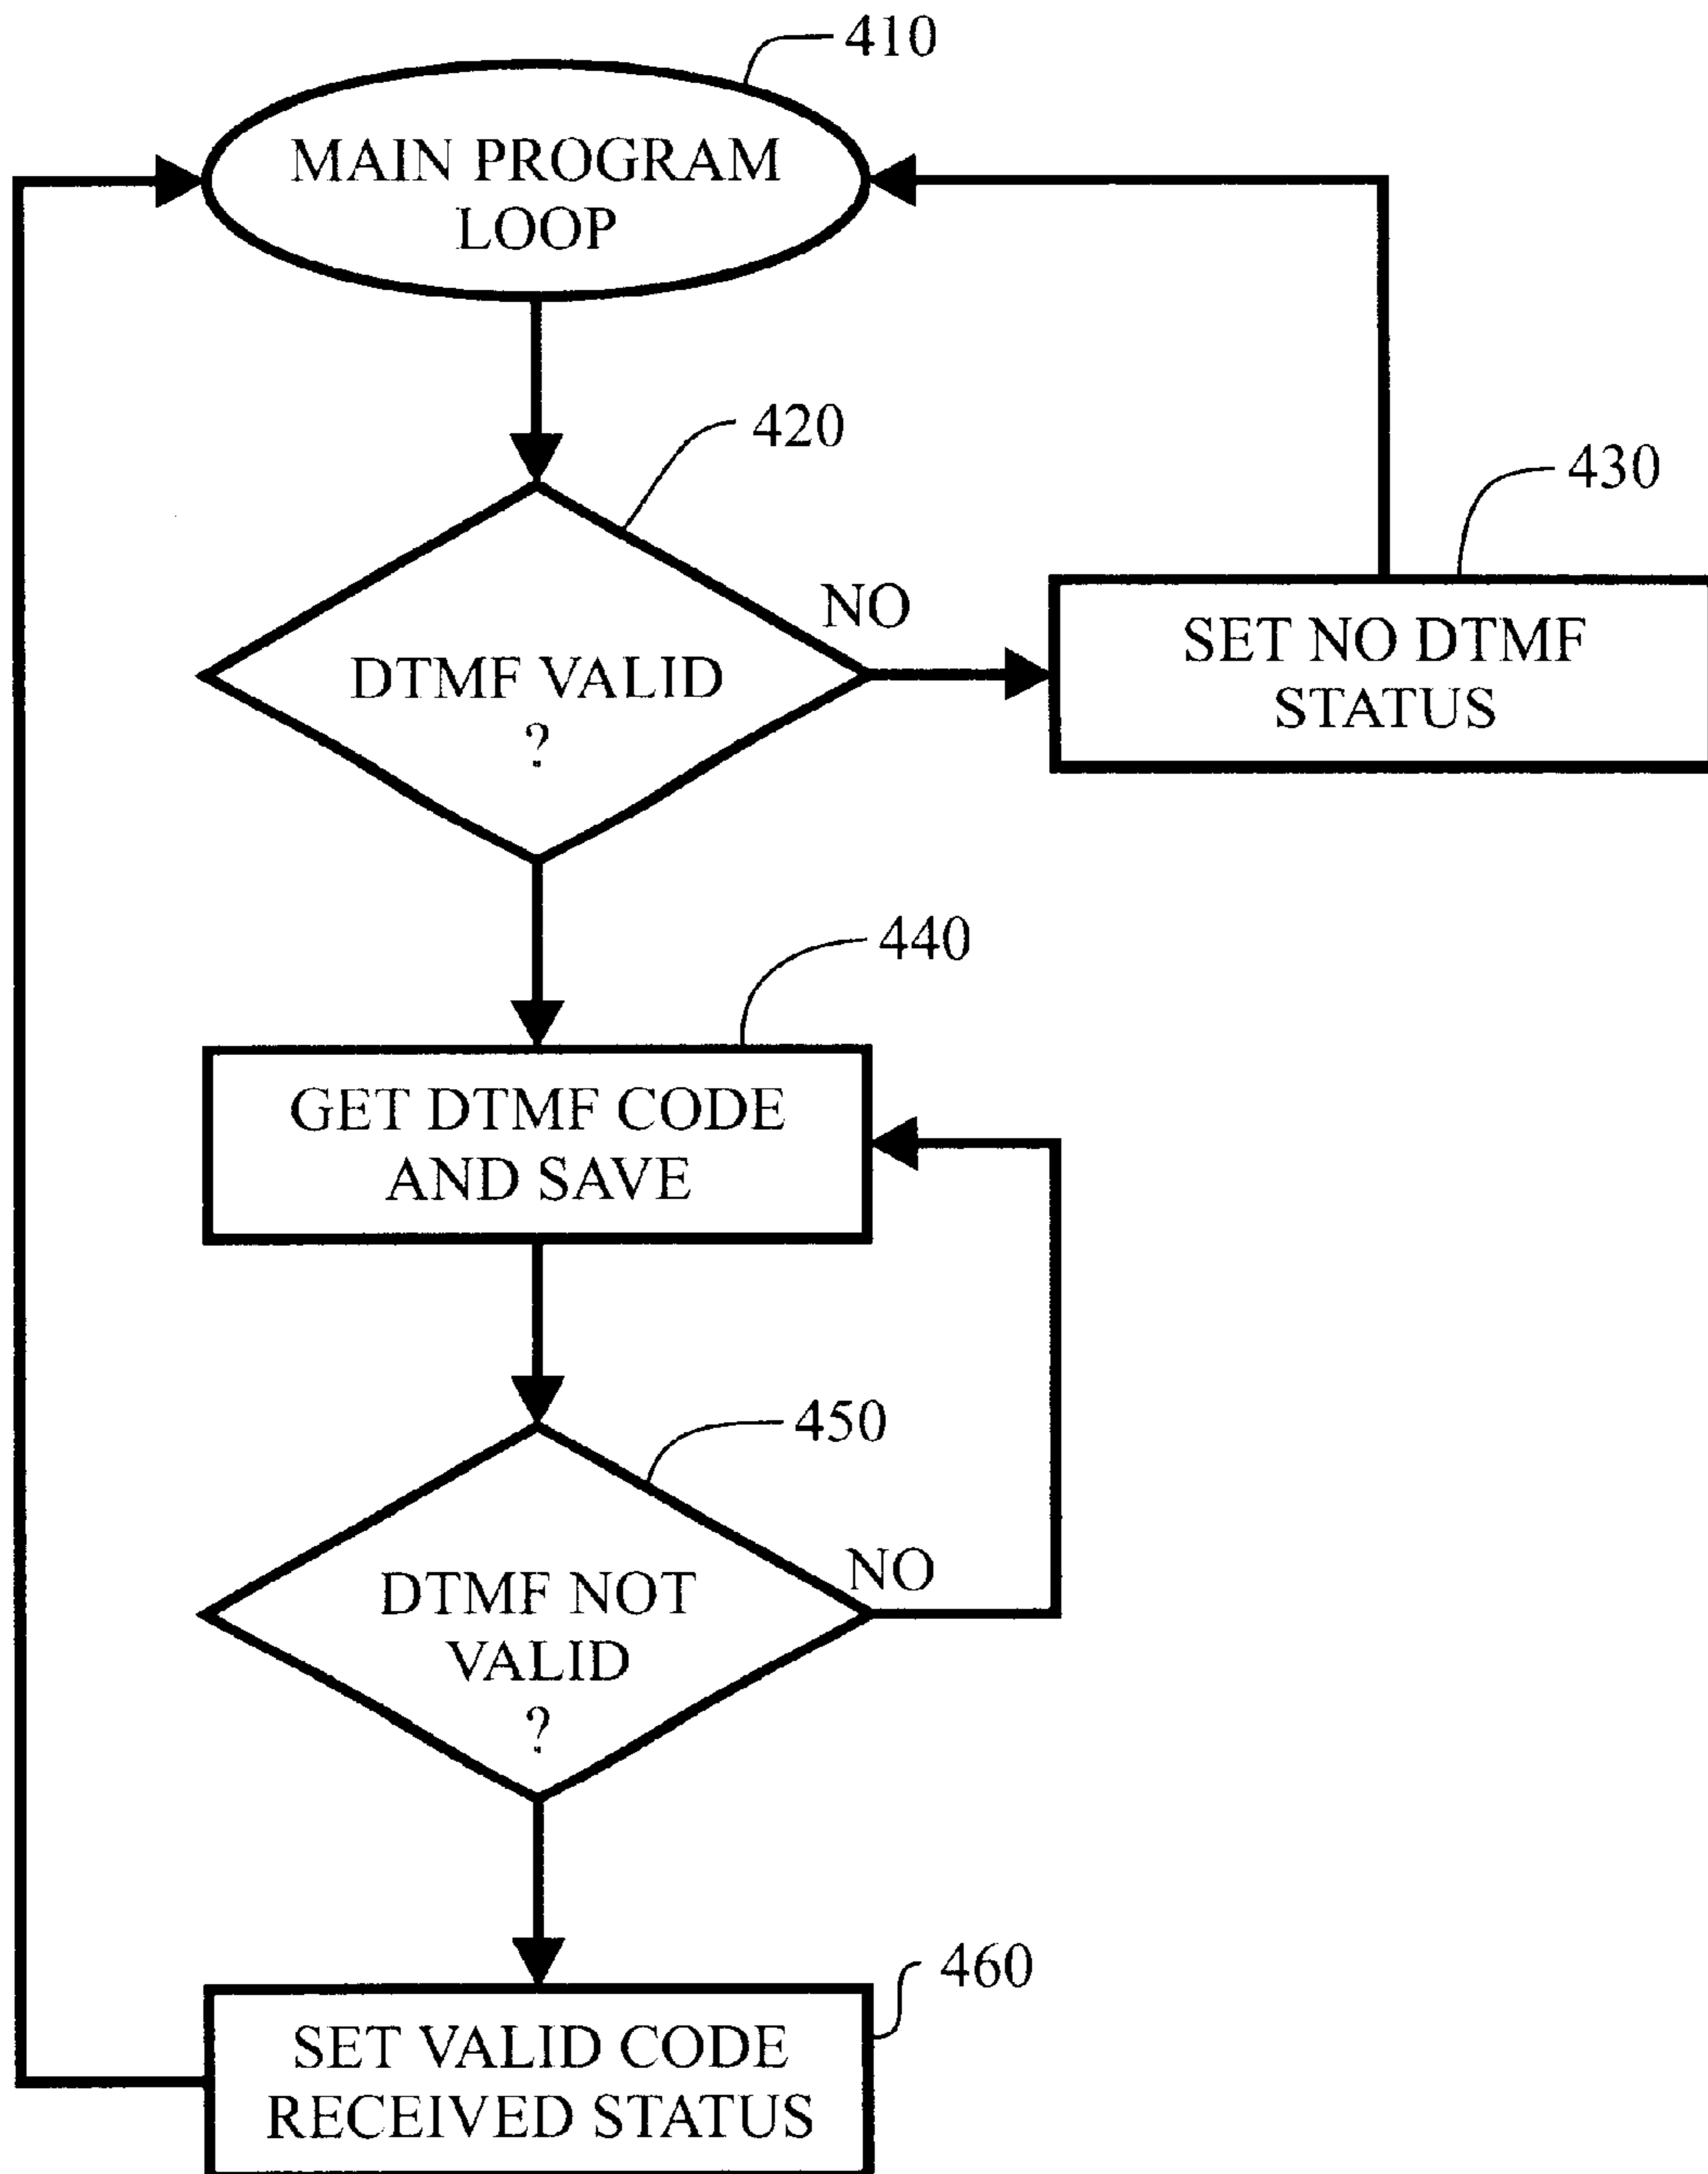 410
MAIN PROGRAM
LOOP
420
430
NO
DTMF VALID
?
SET NO DTMF
STATUS
440
GET DTMF CODE
AND SAVE
450
NO
DTMF NOT
VALID
?
460
SET VALID CODE
RECEIVED STATUS